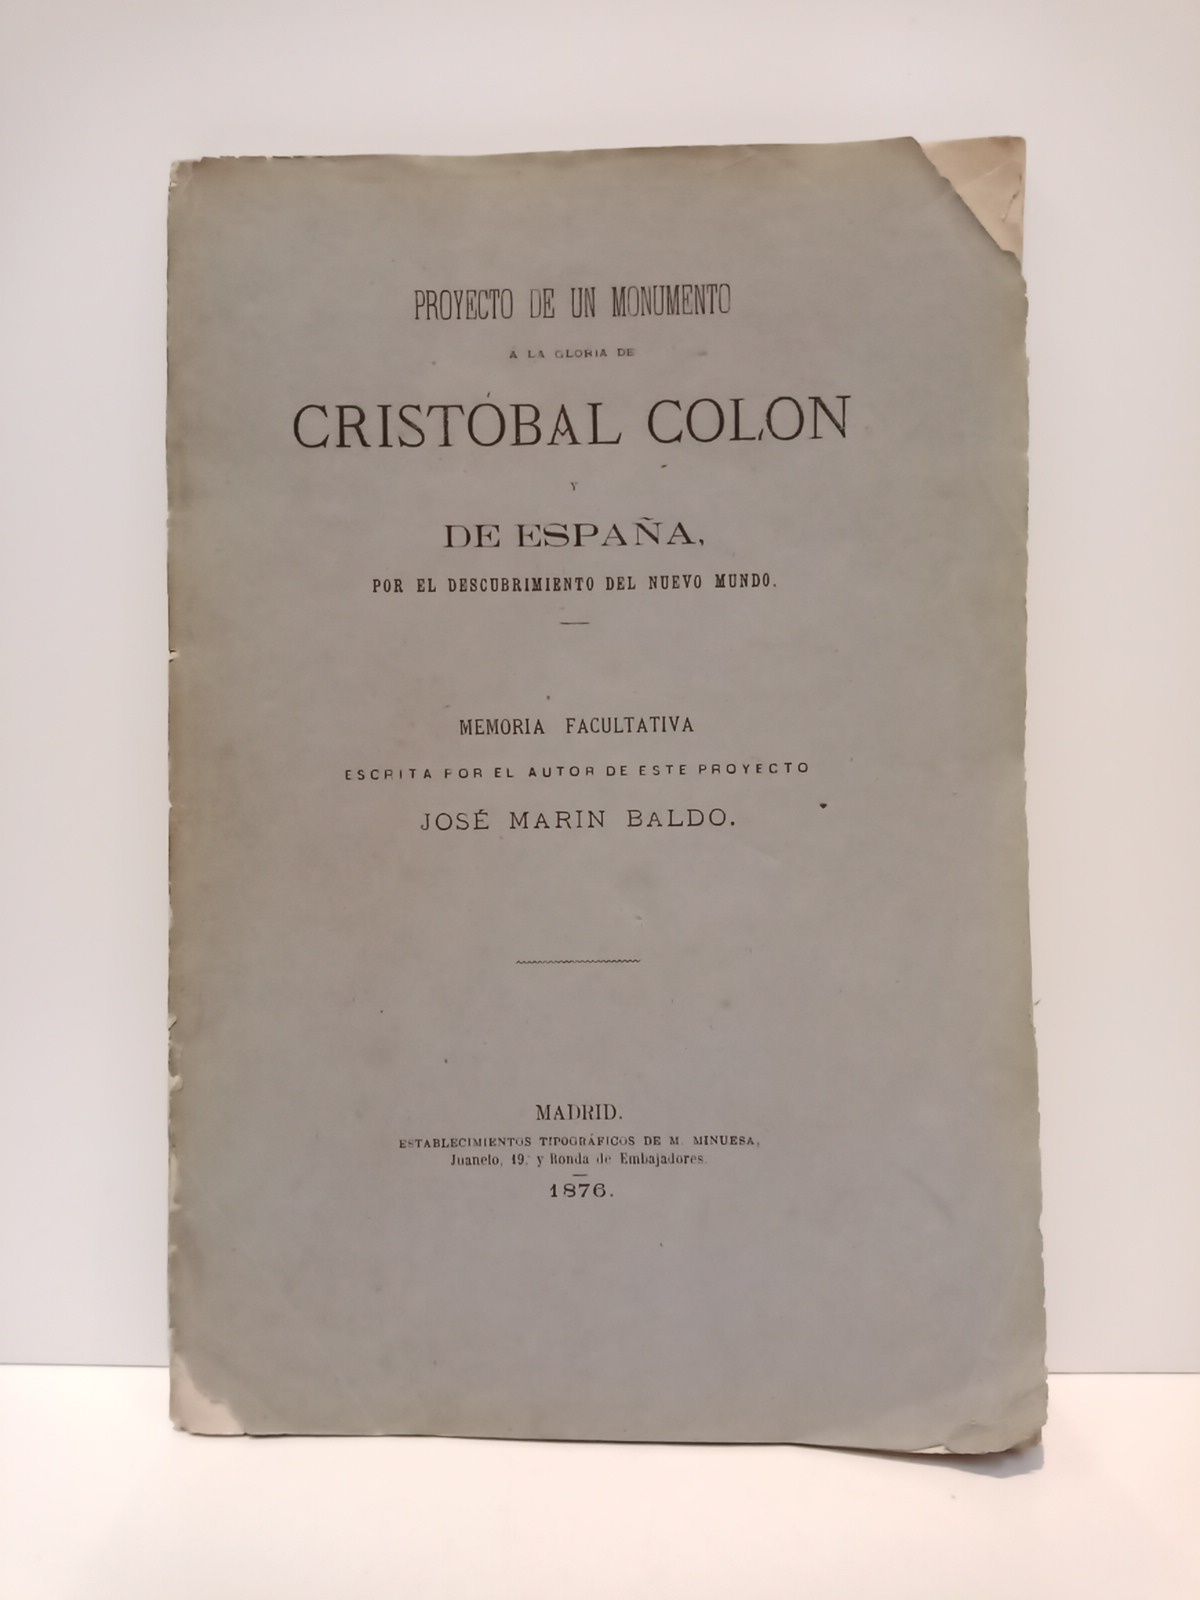 PROYECTO DE UN MONUMENTO
Á LA GLORIA DE
CRISTÓBAL COLON
Y
DE ESPAÑA,
POR EL DESCUBRIMIENTO DEL NUEVO MUNDO.
MEMORIA FACULTATIVA
ESCRITA POR EL AUTOR DE ESTE PROYECTO
JOSÉ MARIN BALDO.
MADRID.
ESTABLECIMIENTOS TIPOGRÁFICOS DE M. MINUESA,
Juanelo, 19, y Ronda de Embajadores.
1876.